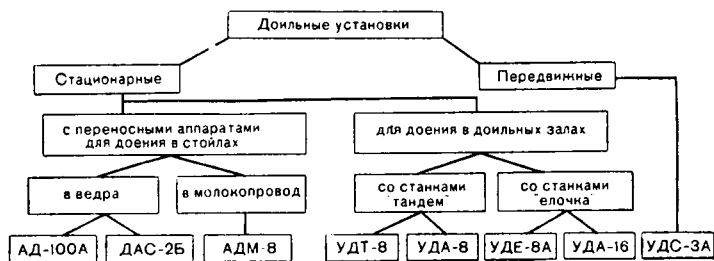 Доильные установки
Стационарные
Передвижные
с переносными аппаратами
для доения в стойлах
для доения в доильных залах
в ведра
в молокопровод
со станками
"тандем"
со станками
"елочка
АД-100А
ДАС-2Б
АДМ-8
УДТ-8
УДА-8
УДЕ-8А
УДА-16
УДС-3А